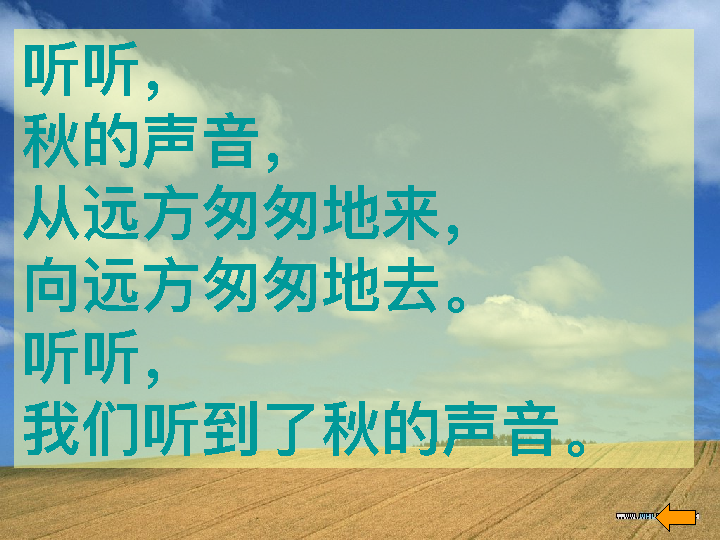 听听，
秋的声音，
从远方匆匆地来，
向远方匆匆地去。
听听，
我们听到了秋的声音。